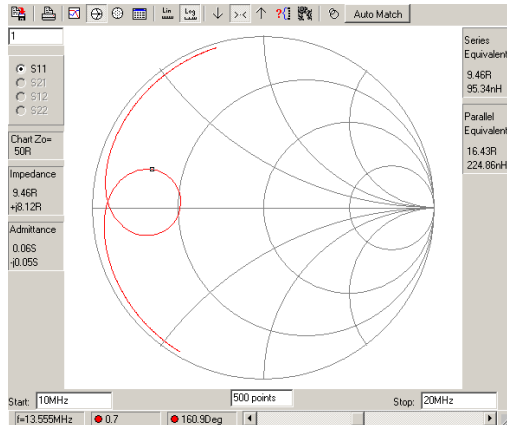 Lin
Log
?{}
Auto Match
1
S11
S21
S12
S22
Chart Zo=
50R
Impedance
9.46R
+j8.12R
Admittance
0.06S
-j0.05S
Series
Equivalent
9.46R
95.34nH
Parallel
Equivalent
16.43R
224.86nH
Start:
10MHz
500 points
Stop:
20MHz
f=13.555MHz
0.7
160.9Deg